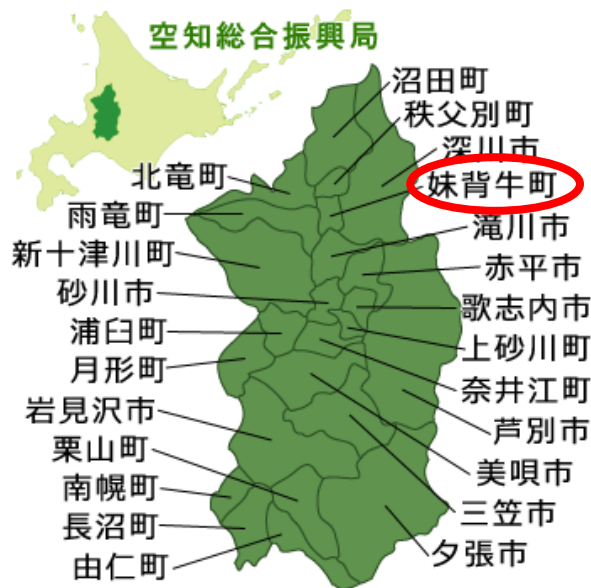 空知総合振興局
沼田町
秩父別町
深川市
妹背牛町
滝川市
赤平市
歌志内市
上砂川町
奈井江町
芦別市
美唄市
三笠市
夕張市
北竜町
雨竜町
新十津川町
砂川市
浦臼町
月形町
岩見沢市
栗山町
南幌町
長沼町
由仁町